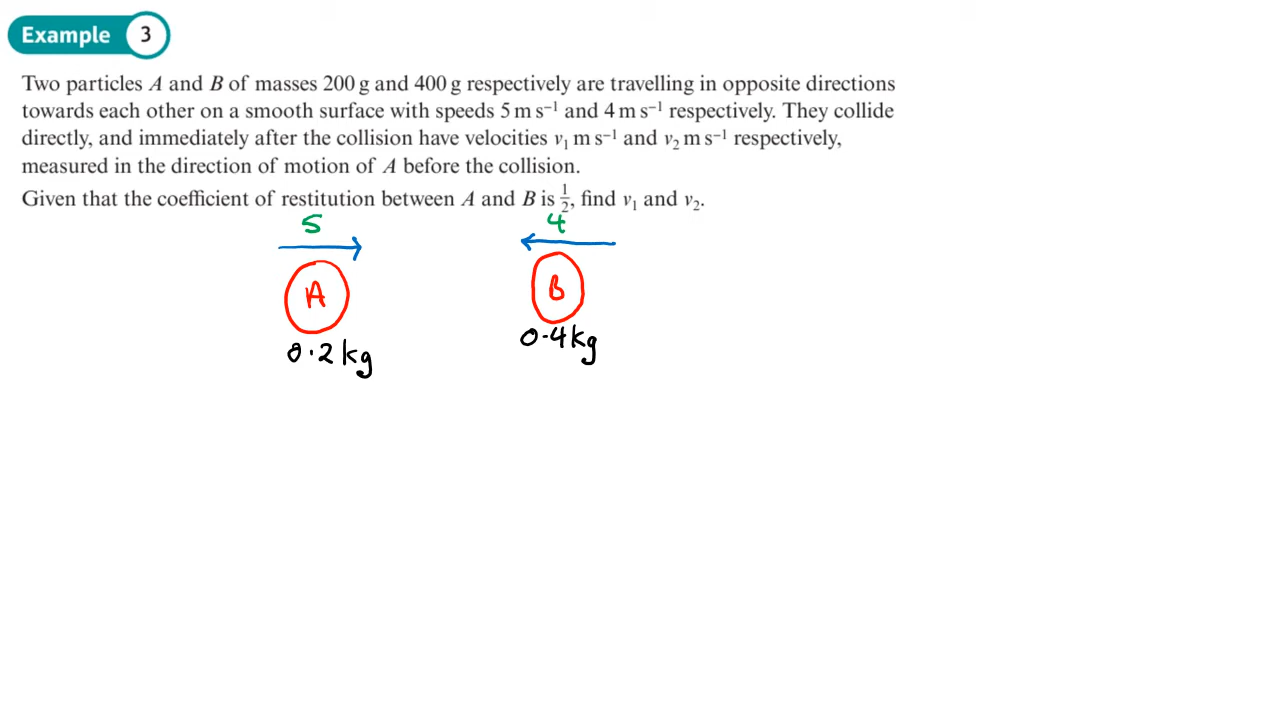 Example 3
Two particles A and B of masses 200 g and 400 g respectively are travelling in opposite directions
towards each other on a smooth surface with speeds 5 m s⁻¹ and 4 m s⁻¹ respectively. They collide
directly, and immediately after the collision have velocities v₁ m s⁻¹ and v₂ m s⁻¹ respectively,
measured in the direction of motion of A before the collision.
Given that the coefficient of restitution between A and B is ½, find v₁ and v₂.
5 4
A B
0.2 kg 0.4 kg